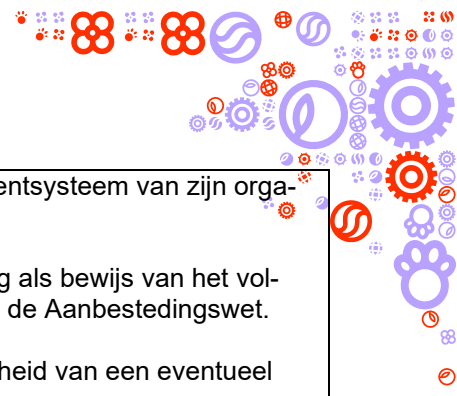 entsysteem van zijn orga-
g als bewijs van het vol-
de Aanbestedingswet.
heid van een eventueel